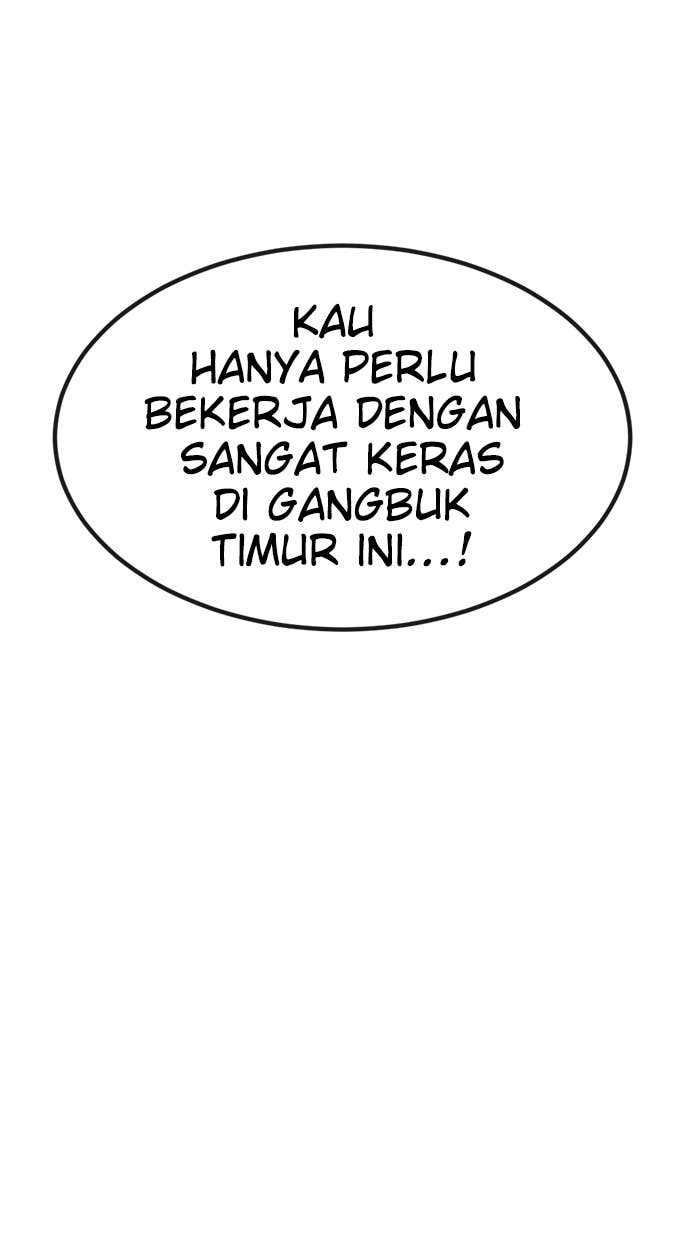 KAU
HANYA PERLU
BEKERJA DENGAN
SANGAT KERAS
DI GANGBUK
TIMUR INI...!